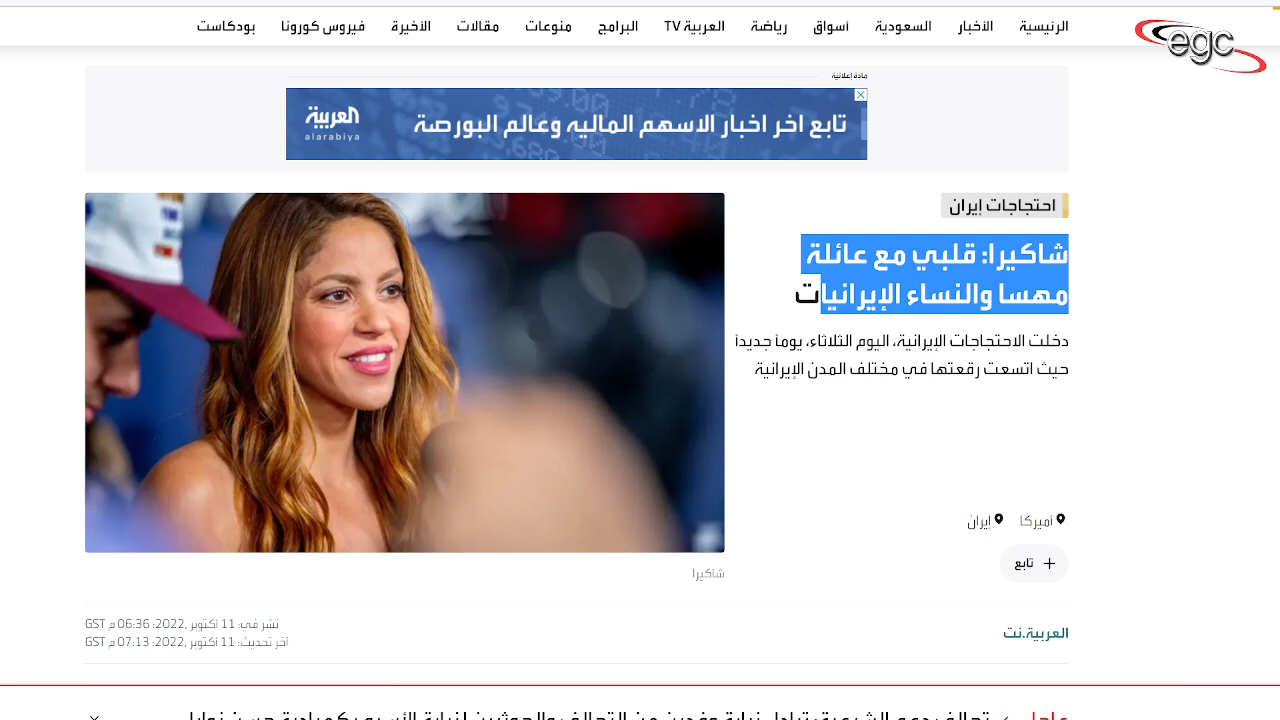 الرئيسية الأخبار السعودية أسواق رياضة العربية TV البرامج منوعات مقالات الأخيرة فيروس كورونا بودكاست
egc
مادة إعلانية
تابع اخر اخبار الاسهم الماليه وعالم البورصة
العربية
alarabiya
احتجاجات إيران
شاكيرا: قلبي مع عائلة
مهسا والنساء الإيرانيات
دخلت الاحتجاجات الإيرانية، اليوم الثلاثاء، يوماً جديداً
حيث اتسعت رقعتها في مختلف المدن الإيرانية
أميركا إيران
تابع
شاكيرا
العربية.نت
نشر في: 11 أكتوبر ,2022: 06:36 م GST
آخر تحديث: 11 أكتوبر ,2022: 07:13 م GST